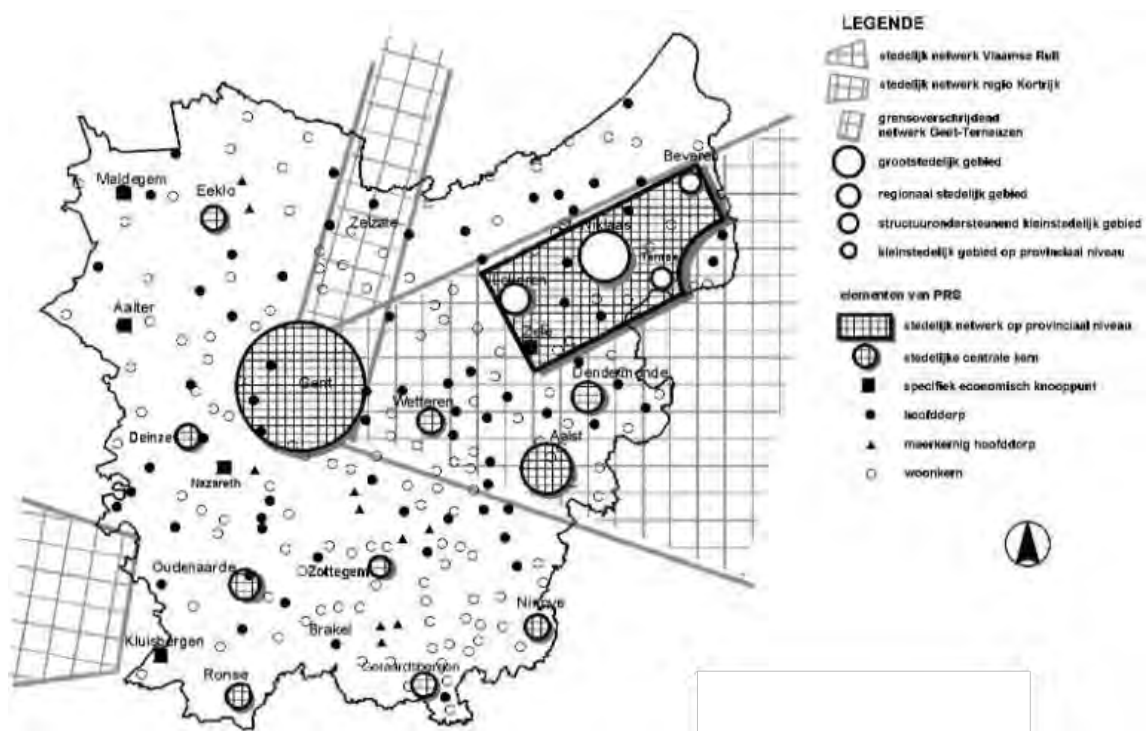 LEGENDE
stedelijk netwerk Vlaamse Ruit
stedelijk netwerk regio Kortrijk
grensoverschrijdend
netwerk Gent-Terneuzen
grootstedelijk gebied
regionaal stedelijk gebied
structuurondersteunend kleinstedelijk gebied
kleinstedelijk gebied op provinciaal niveau
elementen van PRS
stedelijk netwerk op provinciaal niveau
stedelijke centrale kern
specifiek economisch knooppunt
hoofddorp
meerkernig hoofddorp
woonkern
Beveren
Maldegem
Eeklo
Zelzate
St Niklaas
Temse
Lokeren
Aalter
Zele
Gent
Dendermonde
Wetteren
Deinze
Aalst
Nazareth
Oudenaarde
Zottegem
Ninove
Brakel
Kluisbergen
Geraardsbergen
Ronse